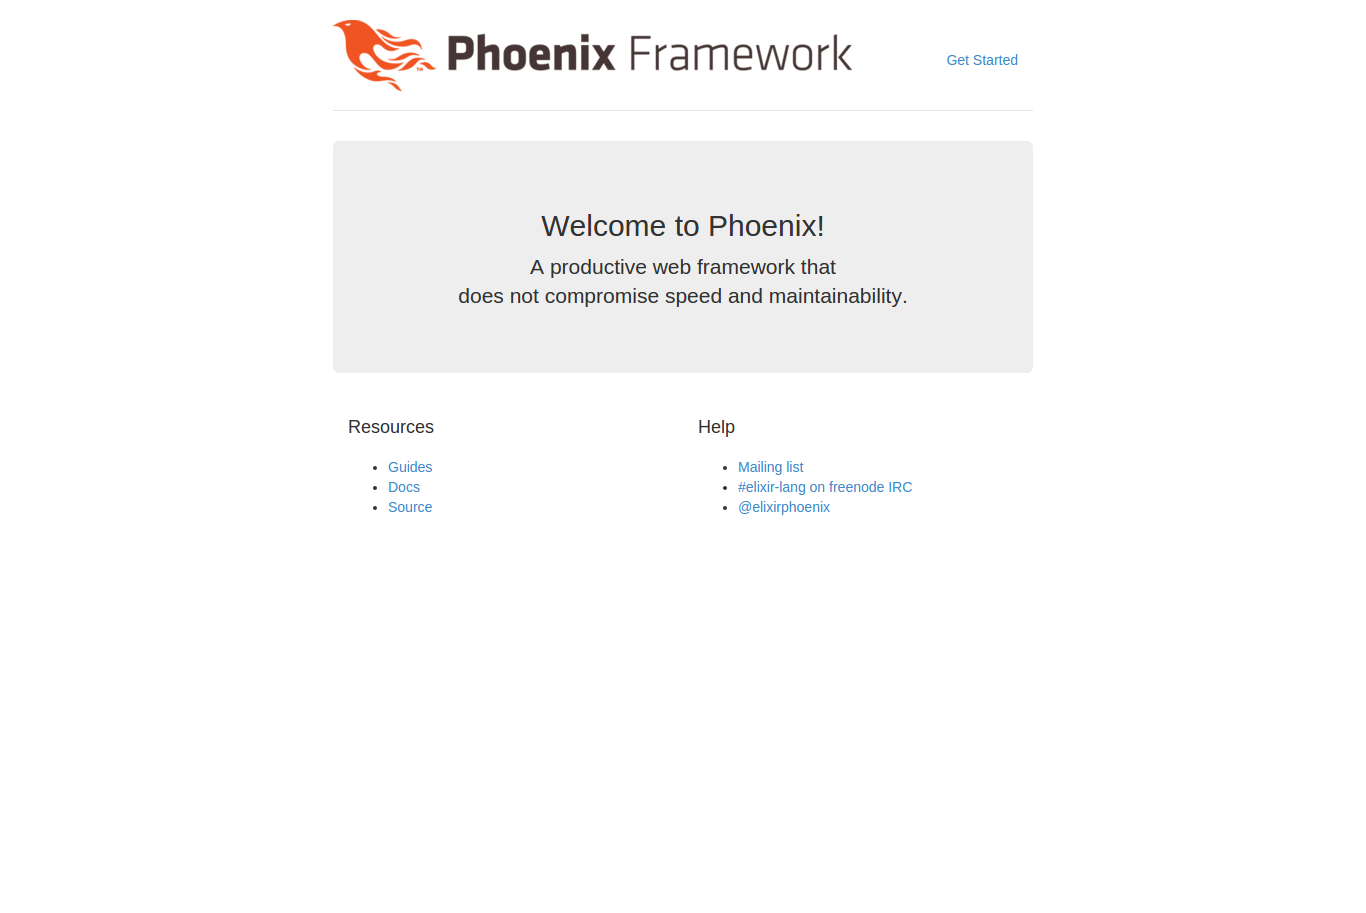 Phoenix Framework
TM
Get Started
Welcome to Phoenix!
A productive web framework that
does not compromise speed and maintainability.
Resources
Guides
Docs
Source
Help
Mailing list
#elixir-lang on freenode IRC
@elixirphoenix